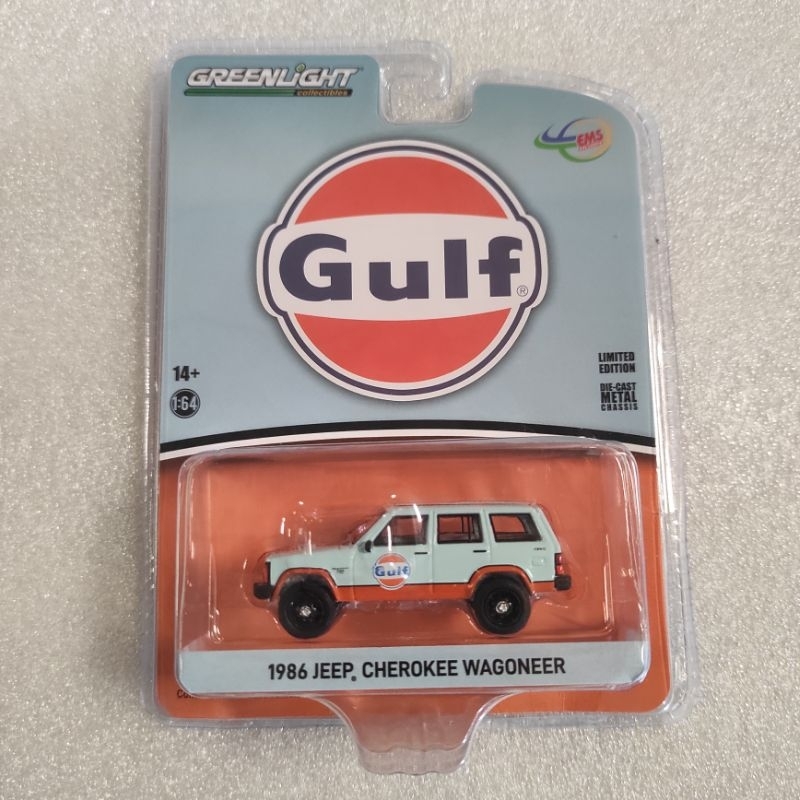 GREENLIGHT
collectibles
EMS
Gulf®
14+
1:64
LIMITED
EDITION
DIE-CAST
METAL
CHASSIS
Gulf
1986 JEEP® CHEROKEE WAGONEER